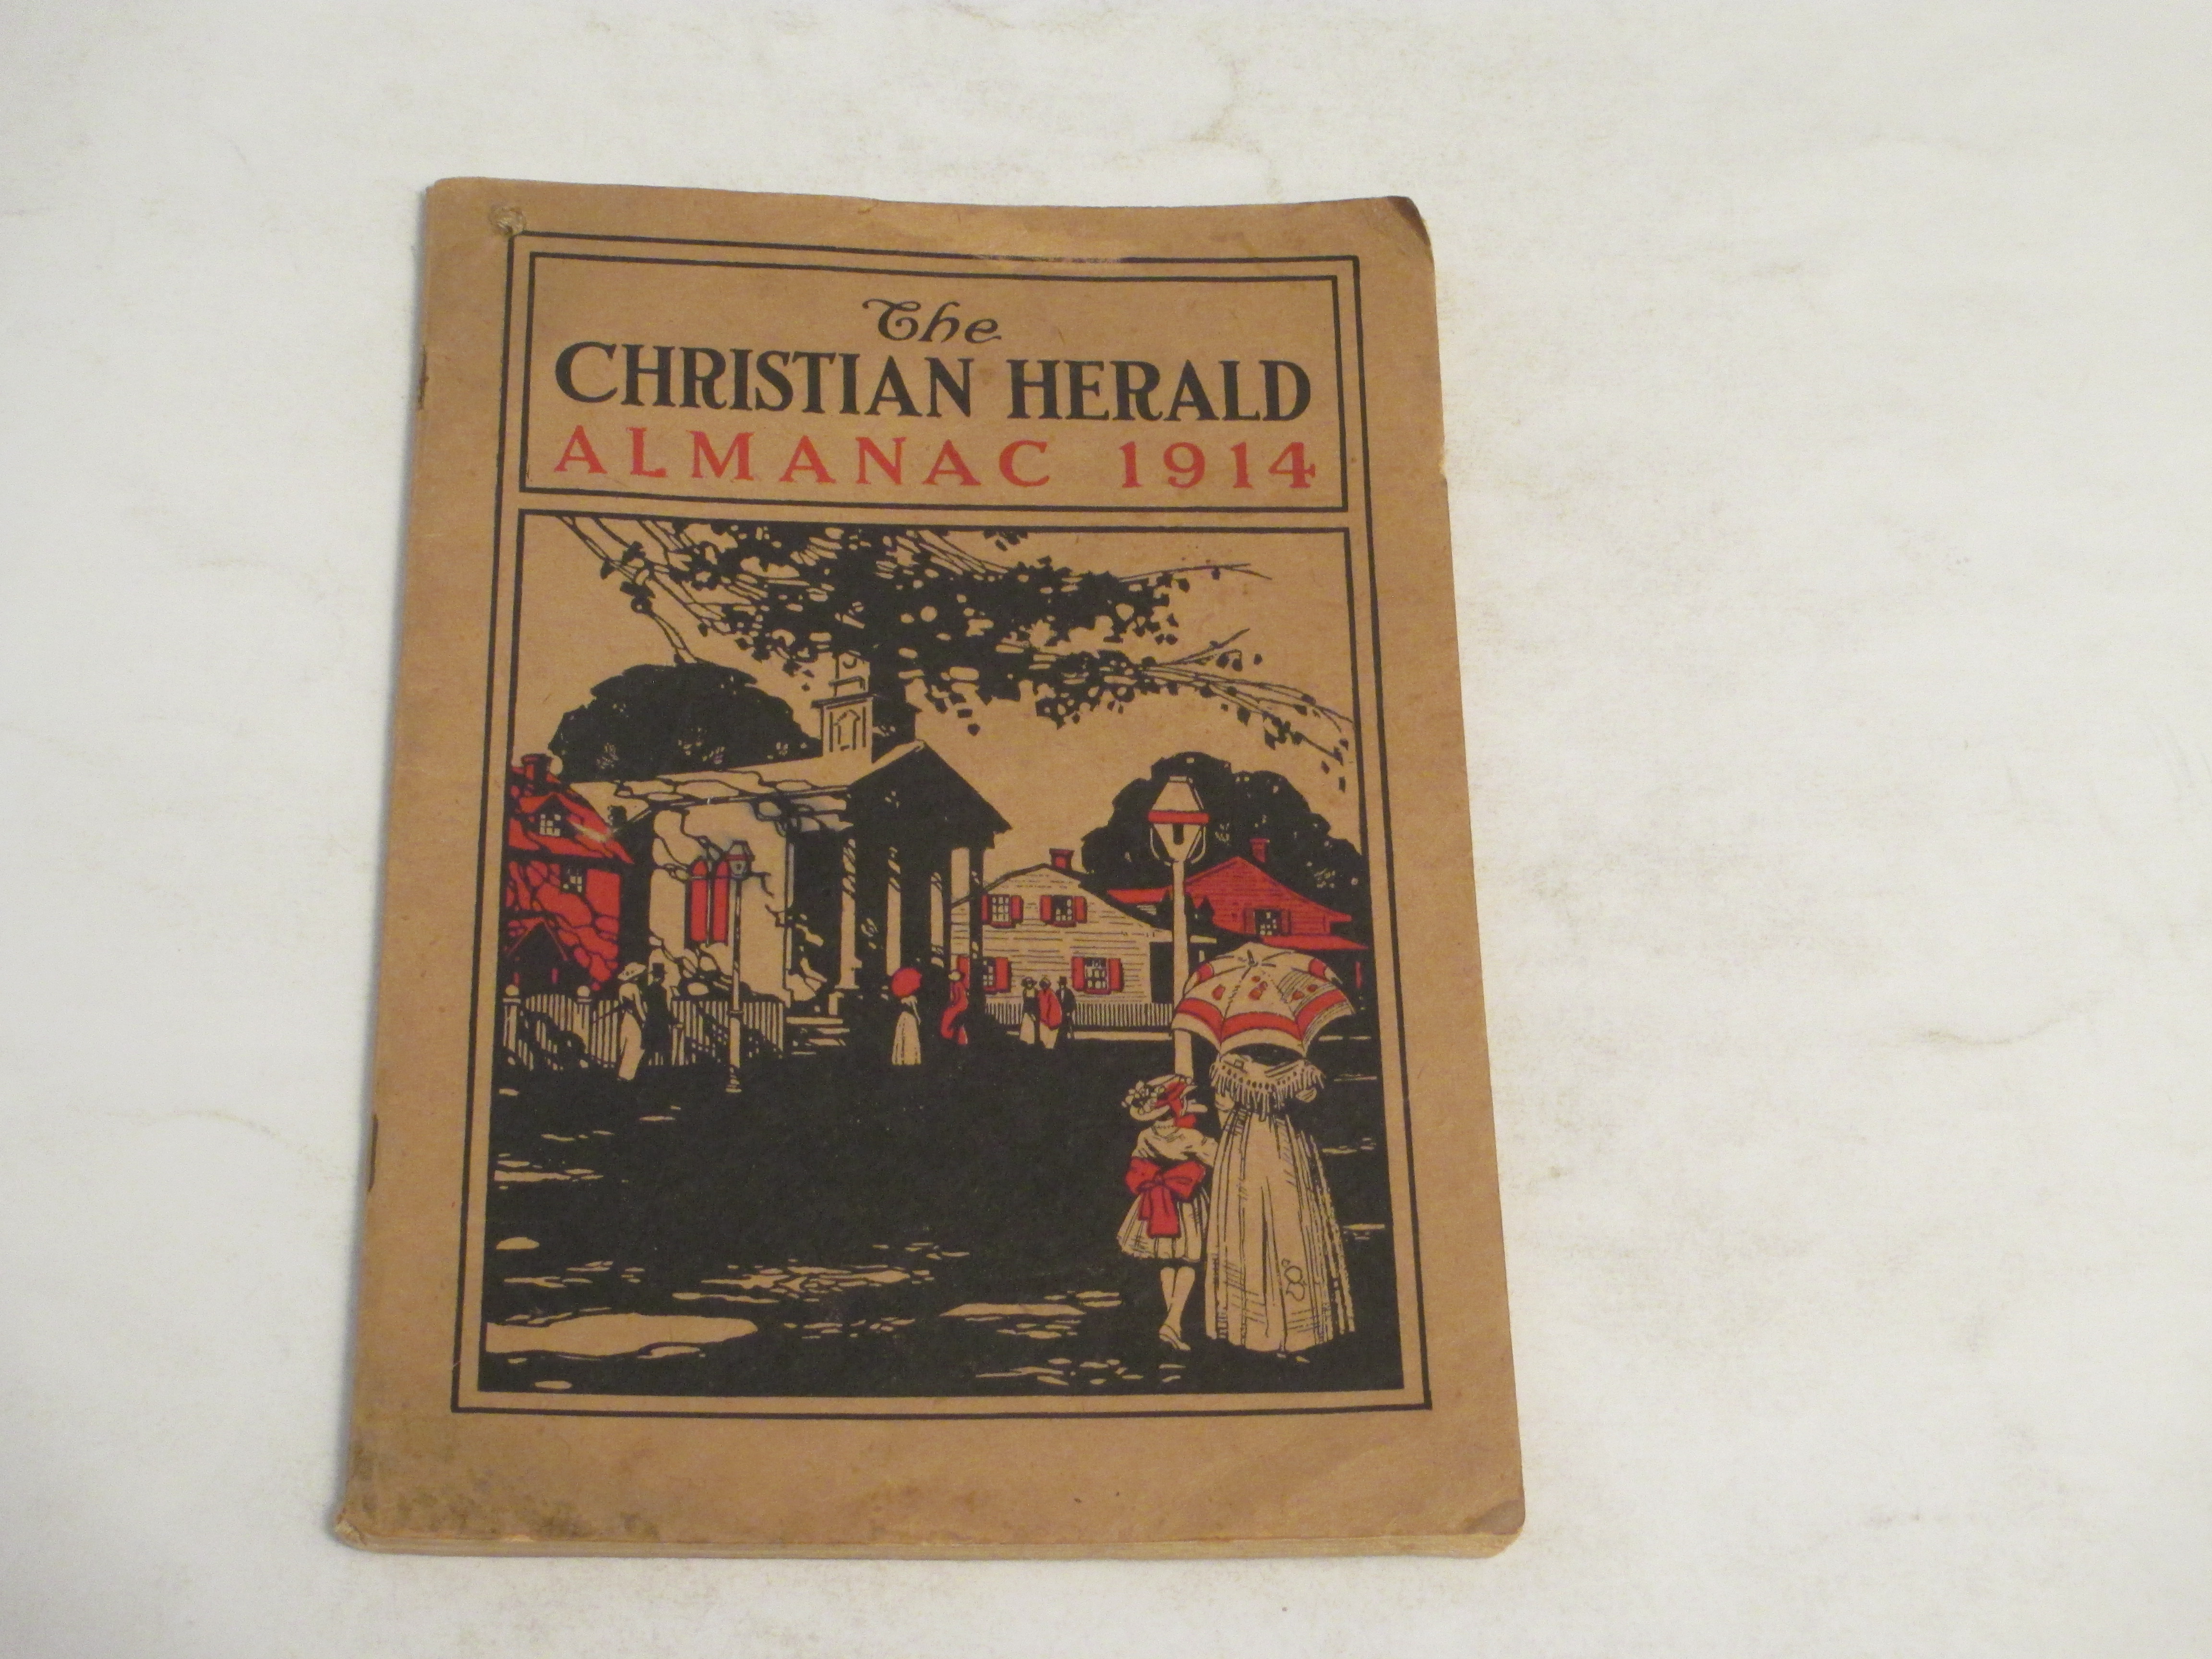 The
CHRISTIAN HERALD
ALMANAC 1914